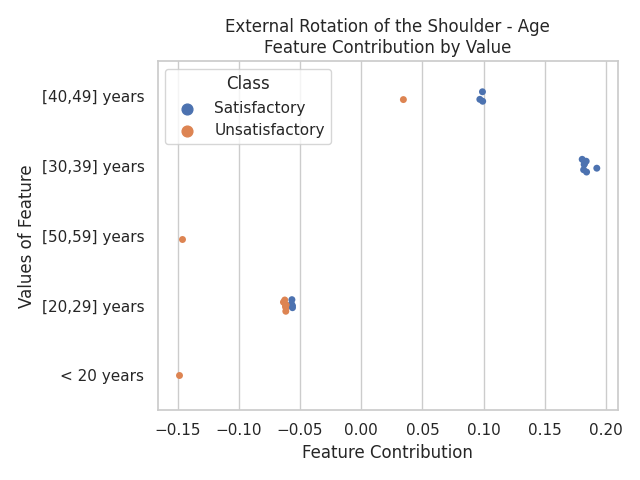 External Rotation of the Shoulder - Age
Feature Contribution by Value
Class
Satisfactory
Unsatisfactory
Values of Feature
[40,49] years
[30,39] years
[50,59] years
[20,29] years
< 20 years
−0.15 −0.10 −0.05 0.00 0.05 0.10 0.15 0.20
Feature Contribution